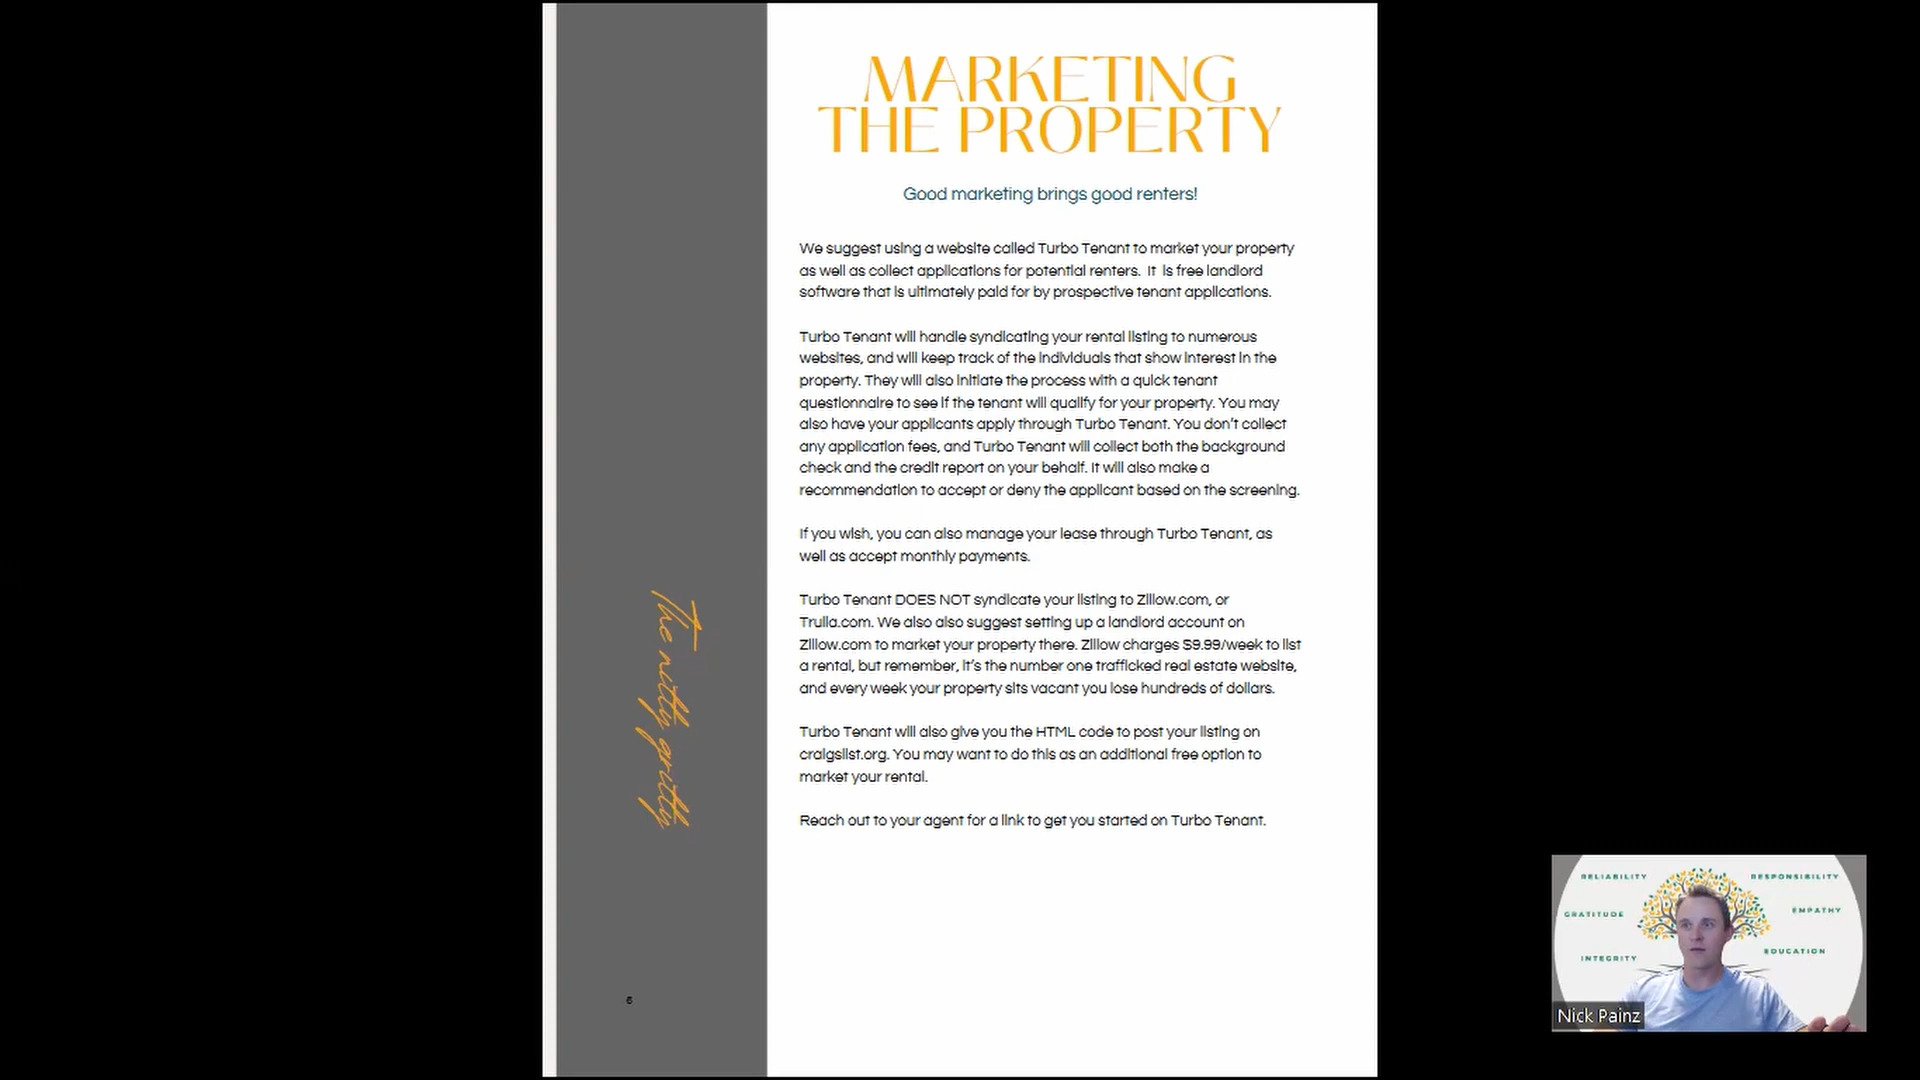 MARKETING
THE PROPERTY
Good marketing brings good renters!
We suggest using a website called Turbo Tenant to market your property
as well as collect applications for potential renters. It is free landlord
software that is ultimately paid for by prospective tenant applications.
Turbo Tenant will handle syndicating your rental listing to numerous
websites, and will keep track of the individuals that show interest in the
property. They will also initiate the process with a quick tenant
questionnaire to see if the tenant will qualify for your property. You may
also have your applicants apply through Turbo Tenant. You don't collect
any application fees, and Turbo Tenant will collect both the background
check and the credit report on your behalf. It will also make a
recommendation to accept or deny the applicant based on the screening.
If you wish, you can also manage your lease through Turbo Tenant, as
well as accept monthly payments.
Turbo Tenant DOES NOT syndicate your listing to Zillow.com, or
Trulia.com. We also also suggest setting up a landlord account on
Zillow.com to market your property there. Zillow charges $9.99/week to list
a rental, but remember, it's the number one trafficked real estate website,
and every week your property sits vacant you lose hundreds of dollars.
Turbo Tenant will also give you the HTML code to post your listing on
craigslist.org. You may want to do this as an additional free option to
market your rental.
Reach out to your agent for a link to get you started on Turbo Tenant.
The nitty gritty
6
RELIABILITY
RESPONSIBILITY
GRATITUDE
EMPATHY
INTEGRITY
EDUCATION
Nick Painz